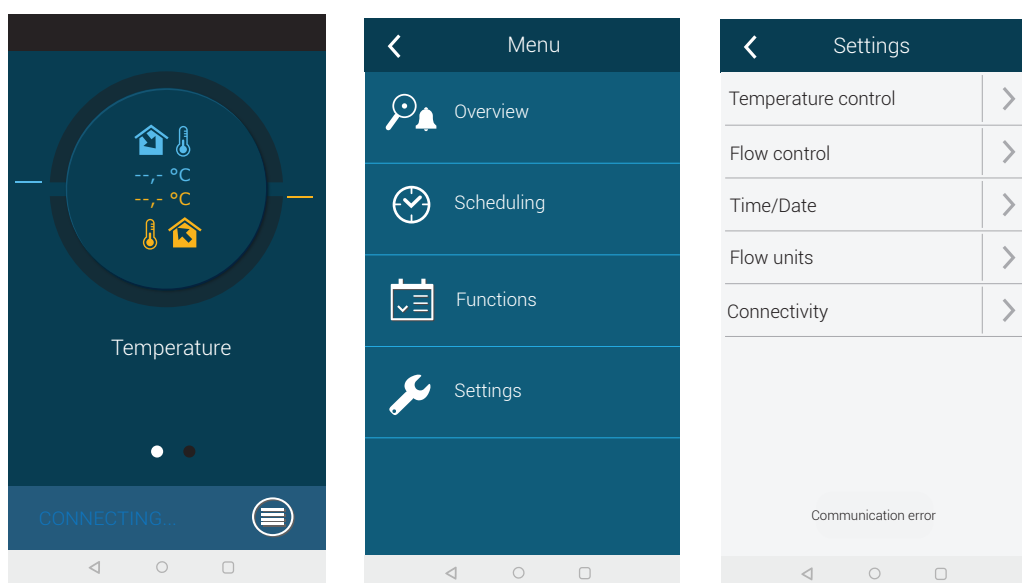 --,- °C
--,- °C
Temperature
CONNECTING...
Menu
Overview
Scheduling
Functions
Settings
Settings
Temperature control
Flow control
Time/Date
Flow units
Connectivity
Communication error